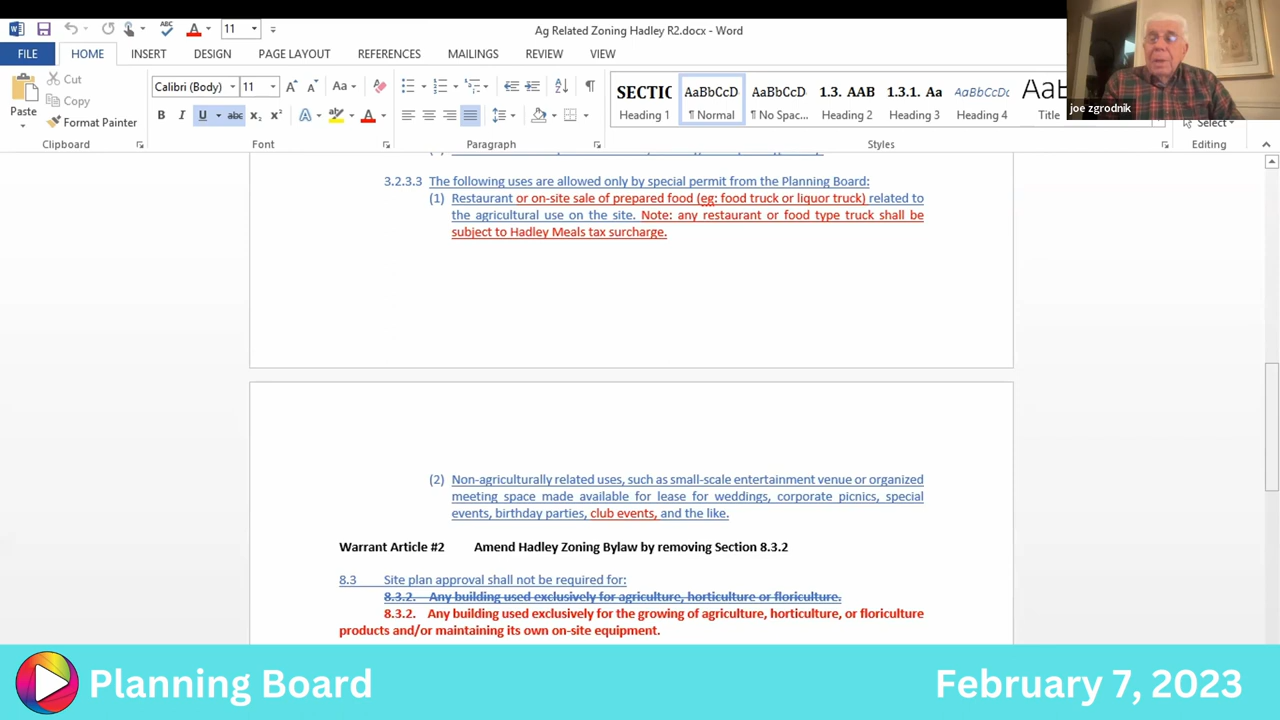 Ag Related Zoning Hadley R2.docx - Word
11
FILE HOME INSERT DESIGN PAGE LAYOUT REFERENCES MAILINGS REVIEW VIEW
Paste
Cut
Copy
Format Painter
Clipboard
Calibri (Body) 11
Font
Paragraph
SECTIC AaBbCcD AaBbCcD 1.3. AAB 1.3.1. Aa AaBbCcDc AaB
Heading 1 ¶ Normal ¶ No Spac... Heading 2 Heading 3 Heading 4 Title
Styles
Select
Editing
joe zgrodnik
3.2.3.3 The following uses are allowed only by special permit from the Planning Board:
(1) Restaurant or on-site sale of prepared food (eg: food truck or liquor truck) related to
the agricultural use on the site. Note: any restaurant or food type truck shall be
subject to Hadley Meals tax surcharge.
(2) Non-agriculturally related uses, such as small-scale entertainment venue or organized
meeting space made available for lease for weddings, corporate picnics, special
events, birthday parties, club events, and the like.
Warrant Article #2 Amend Hadley Zoning Bylaw by removing Section 8.3.2
8.3 Site plan approval shall not be required for:
8.3.2. Any building used exclusively for agriculture, horticulture or floriculture.
8.3.2. Any building used exclusively for the growing of agriculture, horticulture, or floriculture
products and/or maintaining its own on-site equipment.
Planning Board
February 7, 2023